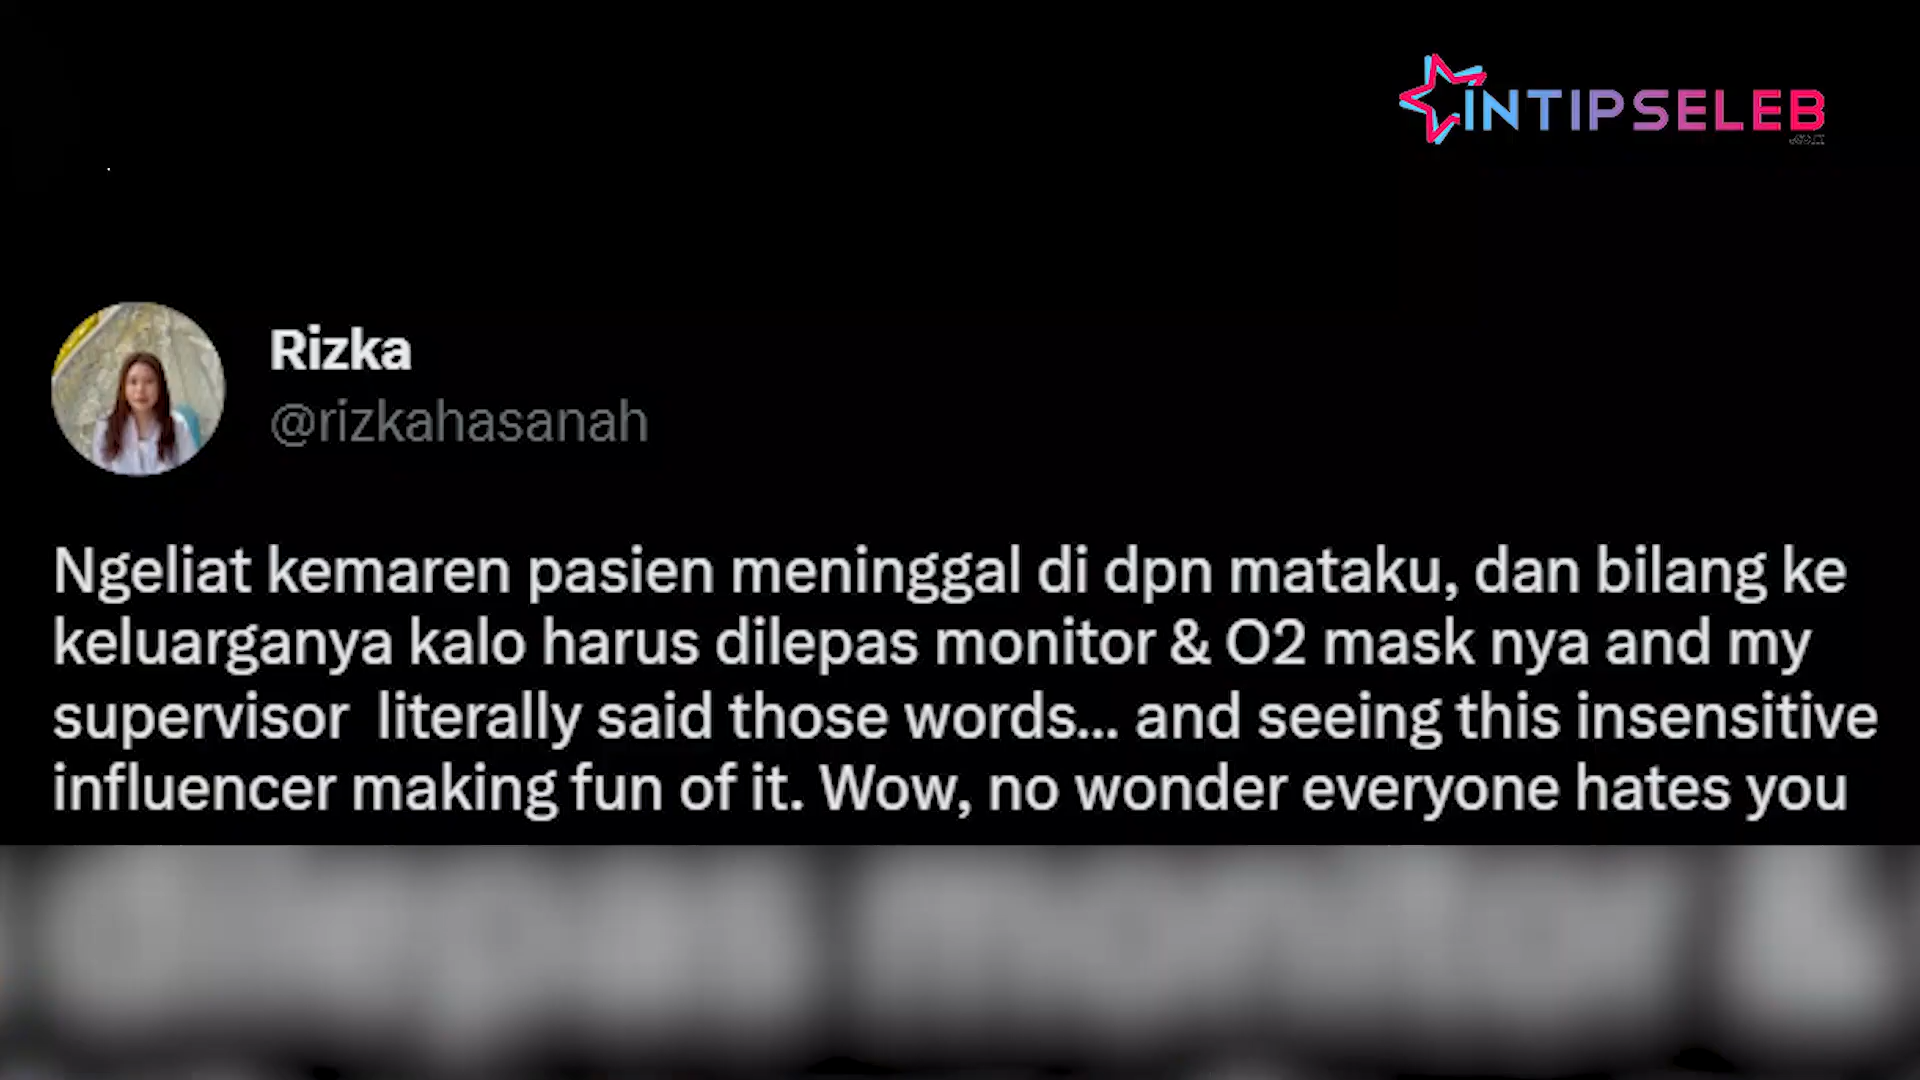 INTIPSELEB
Rizka
@rizkahasanah
Ngeliat kemaren pasien meninggal di dpn mataku, dan bilang ke
keluarganya kalo harus dilepas monitor & O2 mask nya and my
supervisor literally said those words... and seeing this insensitive
influencer making fun of it. Wow, no wonder everyone hates you